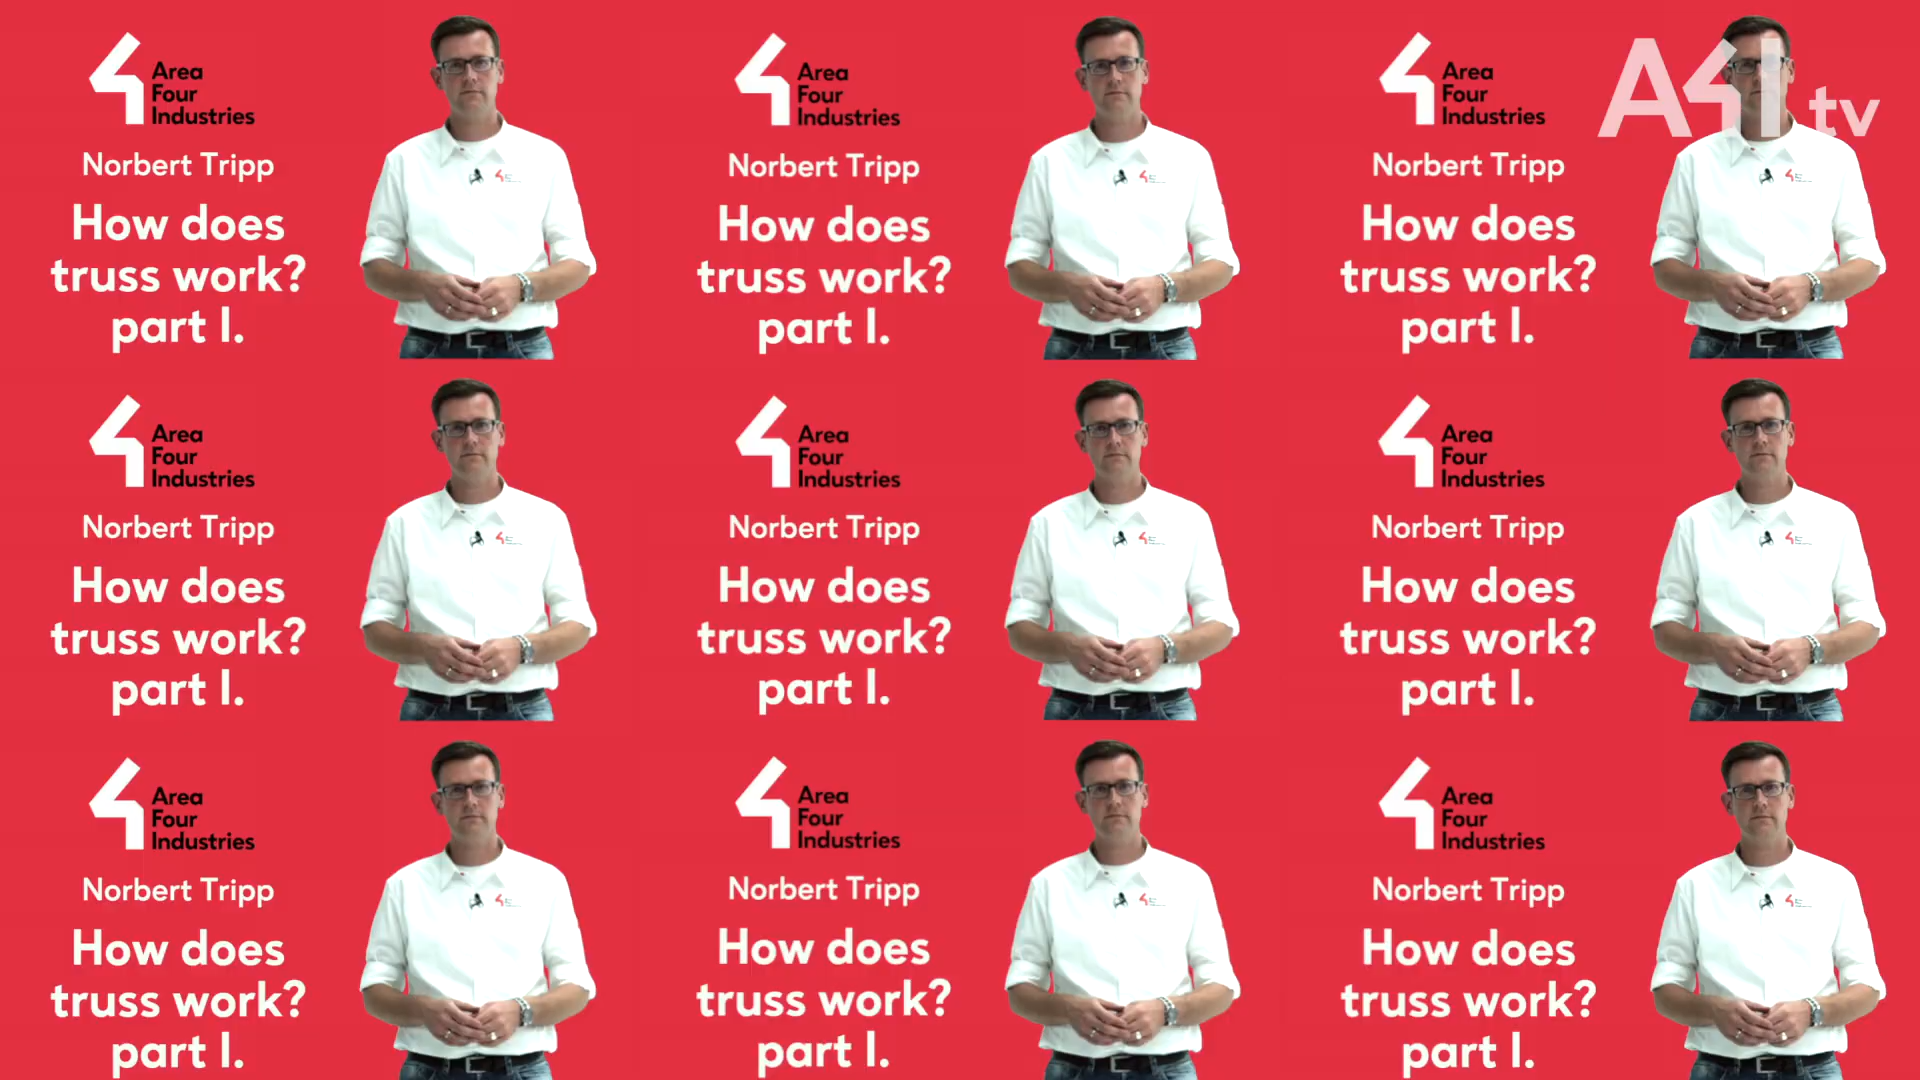 Area
Four
Industries
Norbert Tripp
How does
truss work?
part I.
Area
Four
Industries
Norbert Tripp
How does
truss work?
part I.
Area
Four
Industries
Norbert Tripp
How does
truss work?
part I.
A4I.tv
Area
Four
Industries
Norbert Tripp
How does
truss work?
part I.
Area
Four
Industries
Norbert Tripp
How does
truss work?
part I.
Area
Four
Industries
Norbert Tripp
How does
truss work?
part I.
Area
Four
Industries
Norbert Tripp
How does
truss work?
part I.
Area
Four
Industries
Norbert Tripp
How does
truss work?
part I.
Area
Four
Industries
Norbert Tripp
How does
truss work?
part I.